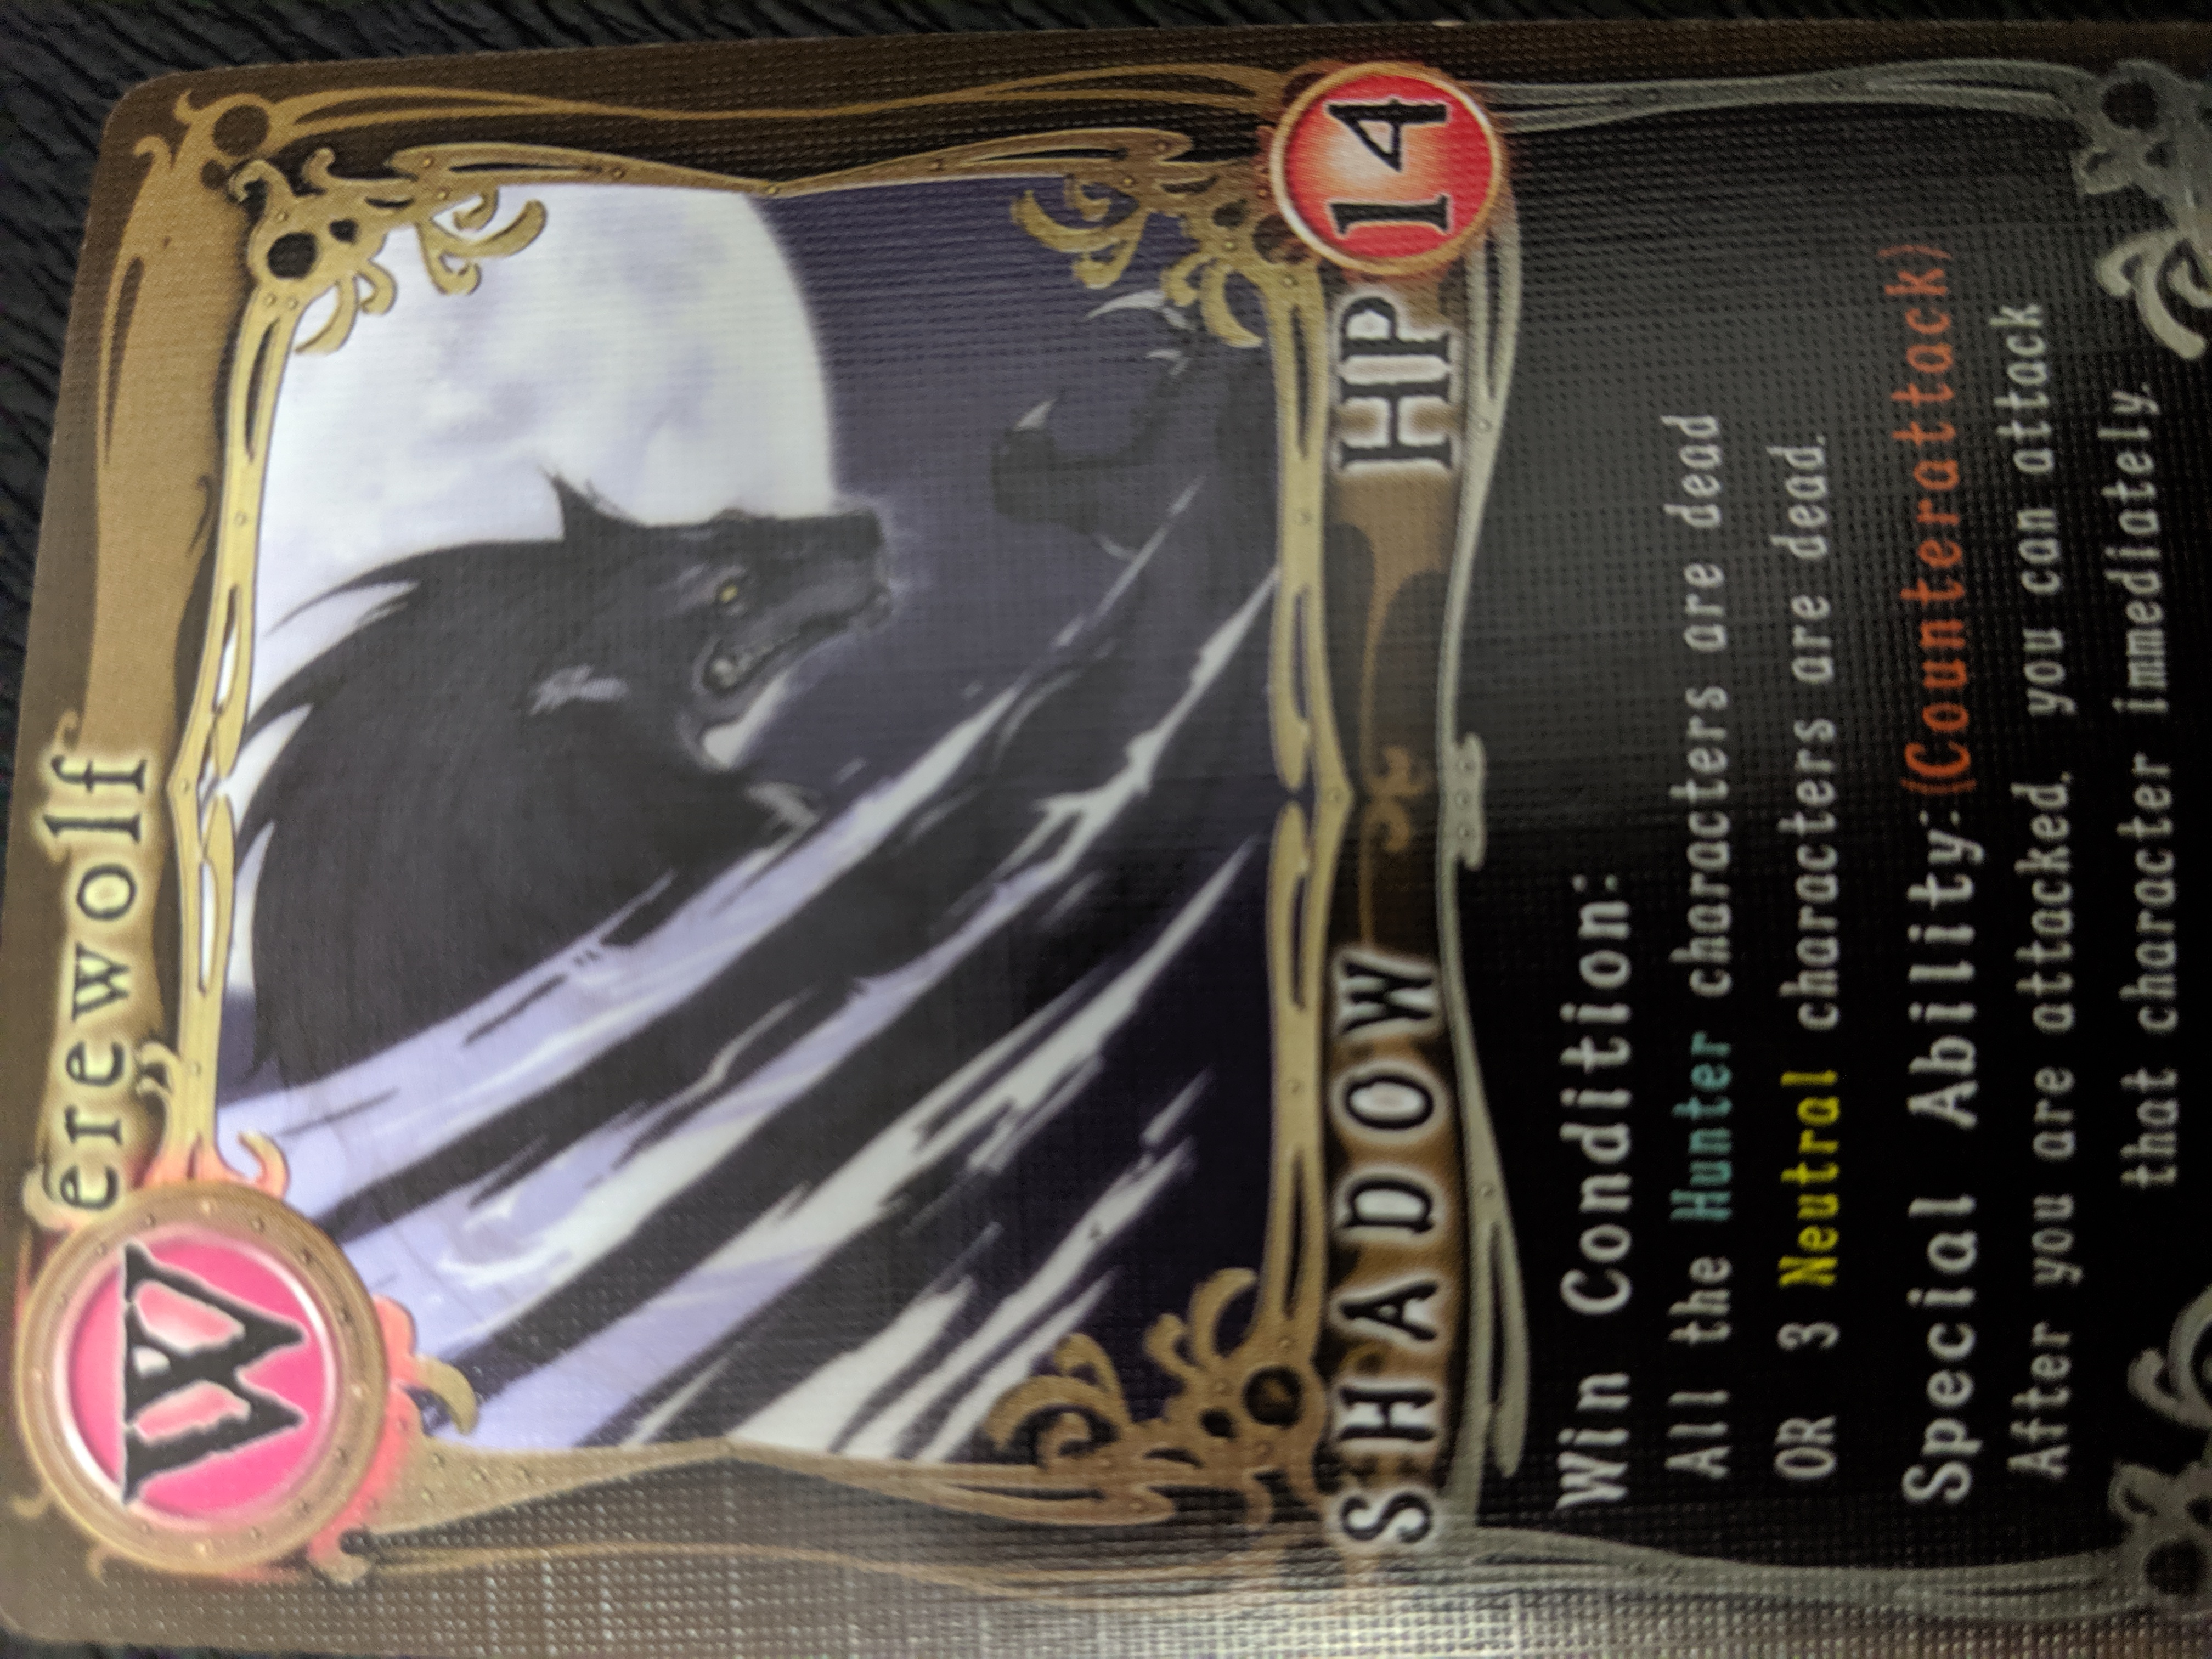 Werewolf
SHADOW HP 14
Win Condition:
All the Hunter characters are dead
OR 3 Neutral characters are dead.
Special Ability:(Counterattack)
After you are attacked, you can attack
that character immediately.